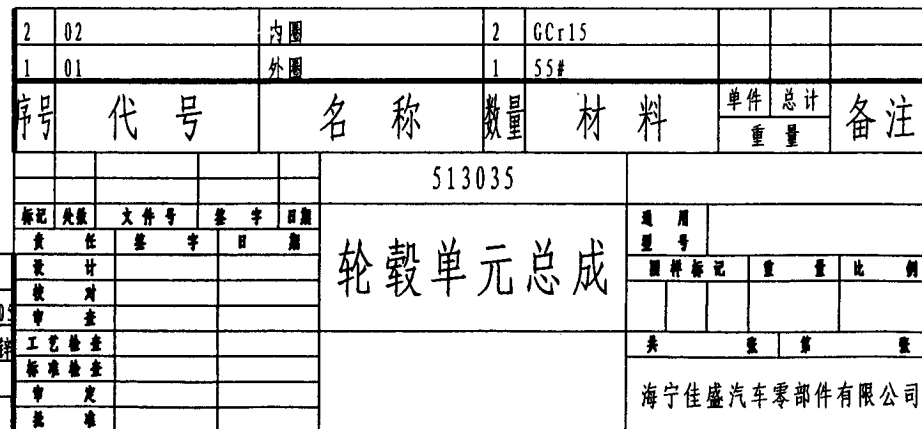 2 02 内圈 2 GCr15
1 01 外圈 1 55#
序号 代号 名称 数量 材料 单件 总计 备注
重量
513035
标记 处数 文件号 签字 日期
通用
型号
责任 签字 日期
轮毂单元总成
设计
图样标记 重量 比例
校对
审查
工艺检查
共 张 第 张
标准检查
审定
海宁佳盛汽车零部件有限公司
批准